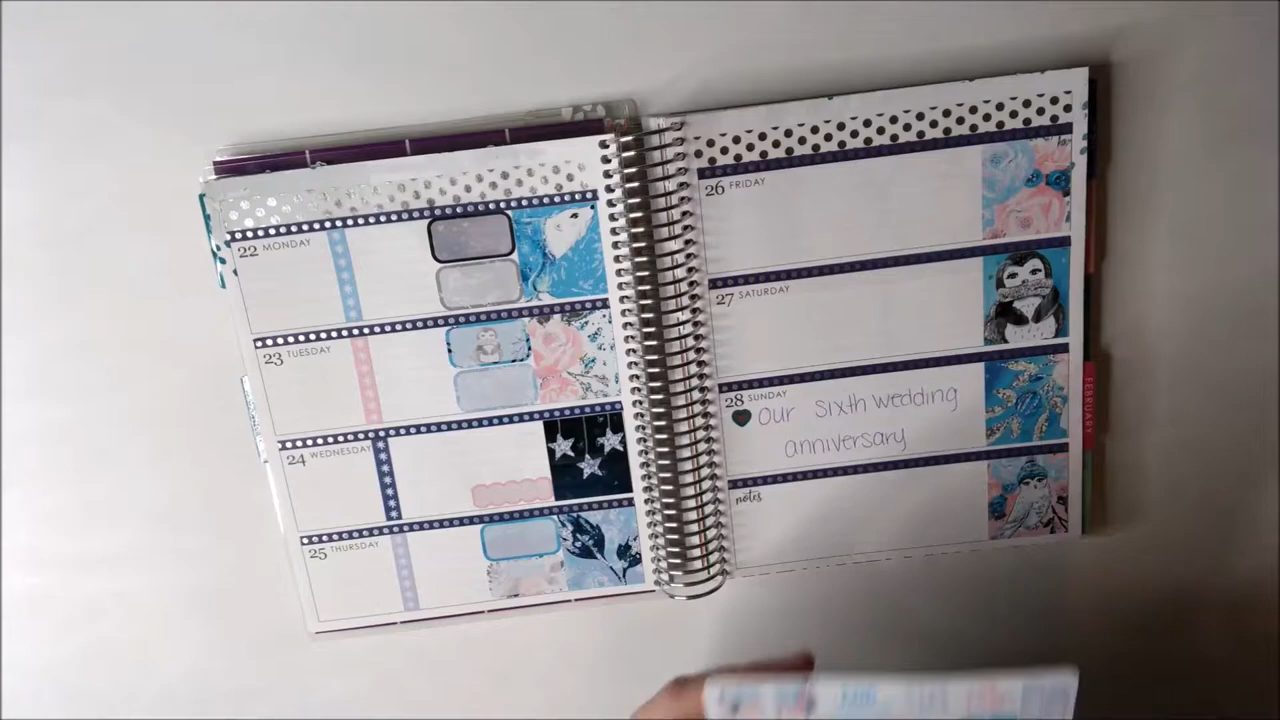 22 MONDAY
23 TUESDAY
24 WEDNESDAY
25 THURSDAY
26 FRIDAY
27 SATURDAY
28 SUNDAY
our sixth wedding
anniversary
notes
FEBRUARY